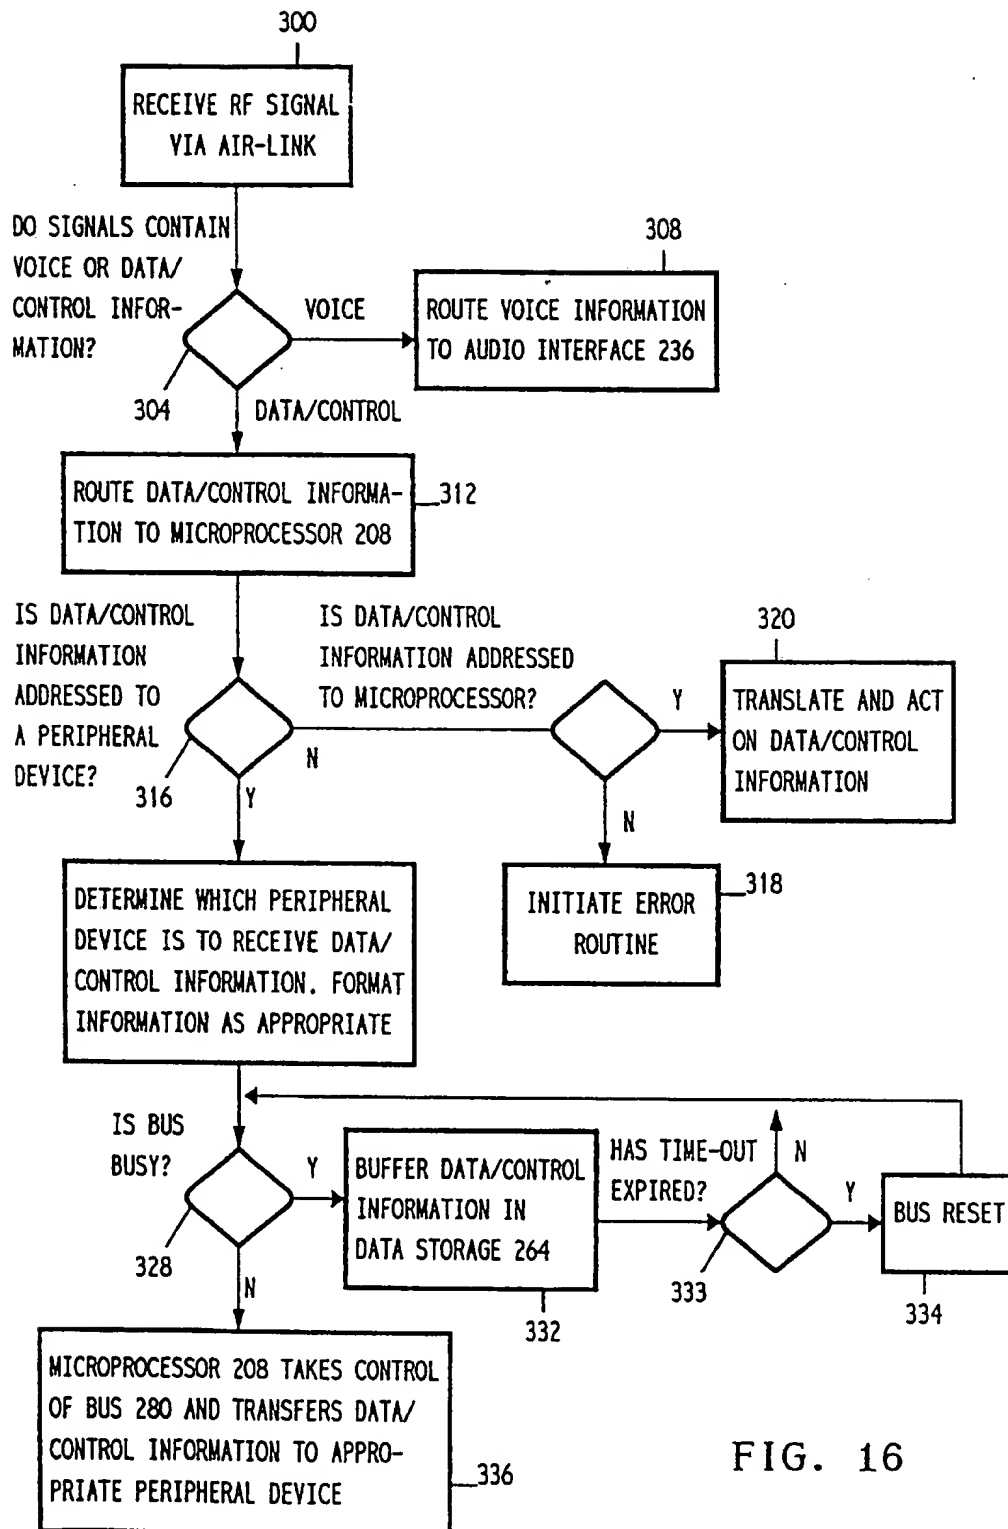 300
RECEIVE RF SIGNAL
VIA AIR-LINK
DO SIGNALS CONTAIN
VOICE OR DATA/
CONTROL INFOR-
MATION?
304
VOICE
308
ROUTE VOICE INFORMATION
TO AUDIO INTERFACE 236
DATA/CONTROL
ROUTE DATA/CONTROL INFORMA-
TION TO MICROPROCESSOR 208
312
IS DATA/CONTROL
INFORMATION
ADDRESSED TO
A PERIPHERAL
DEVICE?
316
N
Y
IS DATA/CONTROL
INFORMATION ADDRESSED
TO MICROPROCESSOR?
Y
N
320
TRANSLATE AND ACT
ON DATA/CONTROL
INFORMATION
INITIATE ERROR
ROUTINE
318
DETERMINE WHICH PERIPHERAL
DEVICE IS TO RECEIVE DATA/
CONTROL INFORMATION. FORMAT
INFORMATION AS APPROPRIATE
IS BUS
BUSY?
328
Y
N
BUFFER DATA/CONTROL
INFORMATION IN
DATA STORAGE 264
332
HAS TIME-OUT
EXPIRED?
333
N
Y
BUS RESET
334
MICROPROCESSOR 208 TAKES CONTROL
OF BUS 280 AND TRANSFERS DATA/
CONTROL INFORMATION TO APPRO-
PRIATE PERIPHERAL DEVICE
336
FIG. 16